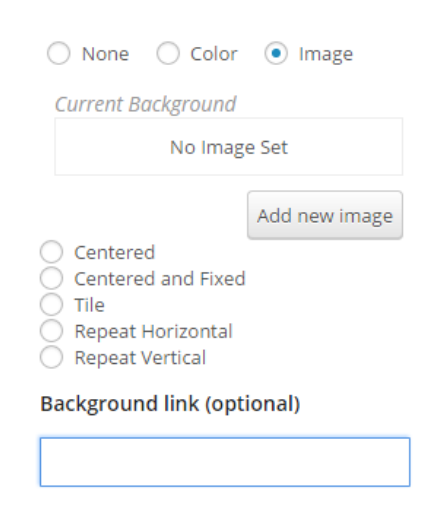 None Color Image
Current Background
No Image Set
Add new image
Centered
Centered and Fixed
Tile
Repeat Horizontal
Repeat Vertical
Background link (optional)